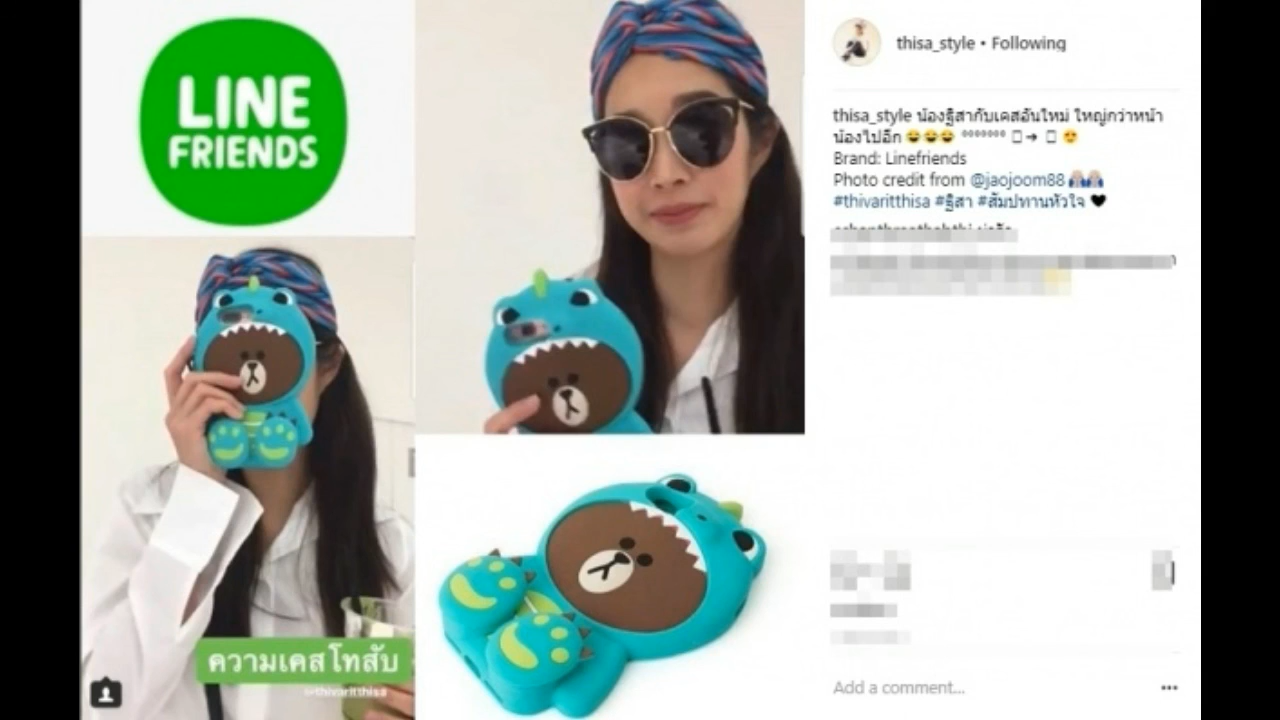 LINE
FRIENDS
ความเคสโทสับ
thisa_style • Following
thisa_style น้องฐิสากับเคสอันใหม่ ใหญ่กว่าหน้า
น้องไปอีก 😂😂😂 °°°°°°° ▯➔ ▯ 😍
Brand: Linefriends
Photo credit from @jaojoom88
#thivaritthisa #ฐิสา #สัมปทานหัวใจ 🖤
Add a comment...